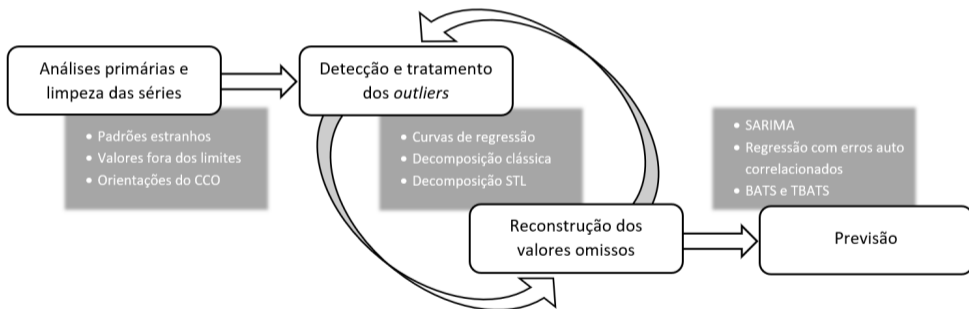 Análises primárias e
limpeza das séries
• Padrões estranhos
• Valores fora dos limites
• Orientações do CCO
Detecção e tratamento
dos outliers
• Curvas de regressão
• Decomposição clássica
• Decomposição STL
Reconstrução dos
valores omissos
• SARIMA
• Regressão com erros auto
correlacionados
• BATS e TBATS
Previsão